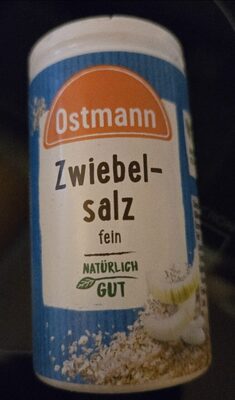 Ostmann
Zwiebel-
salz
fein
NATÜRLICH
GUT